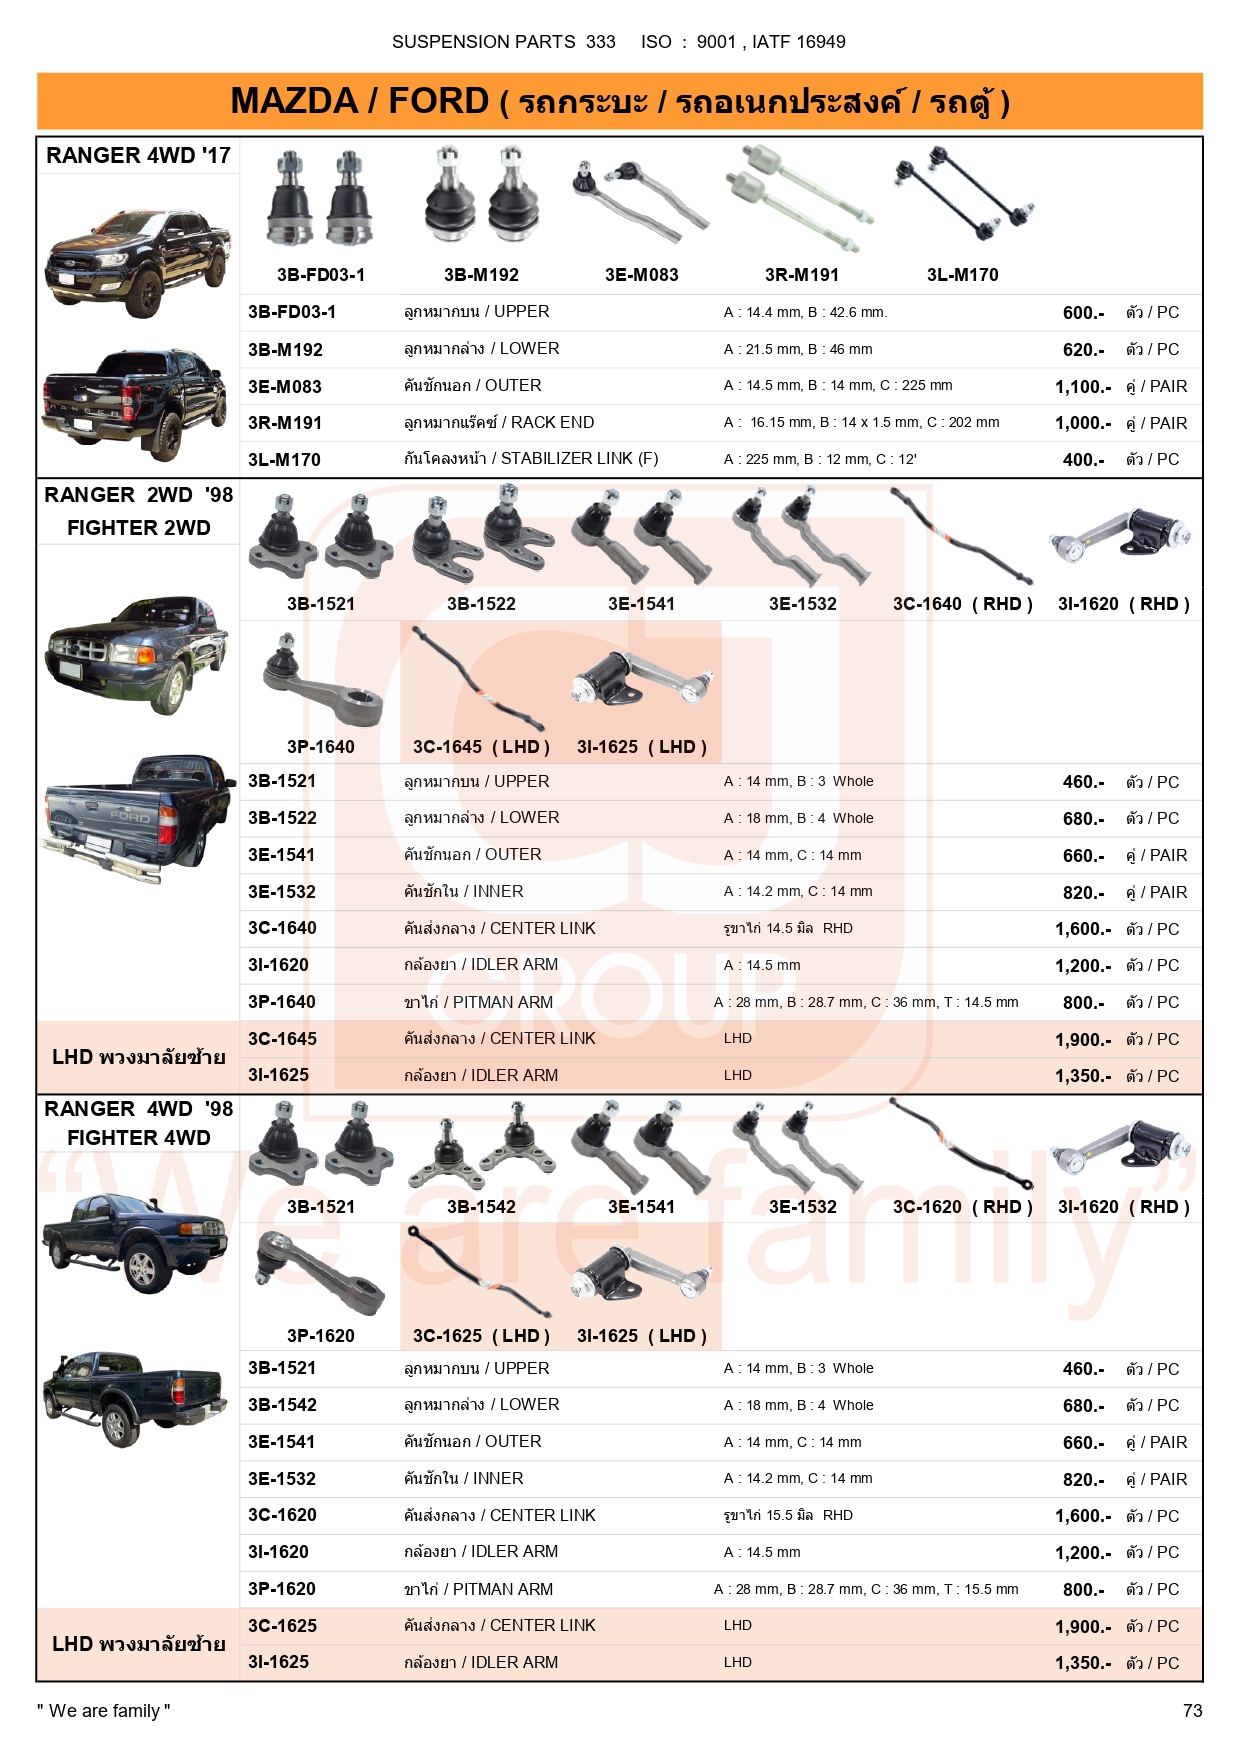 SUSPENSION PARTS  333     ISO  :  9001 , IATF 16949
MAZDA / FORD ( รถกระบะ / รถอเนกประสงค์ / รถตู้ )
RANGER 4WD '17
3B-FD03-1 3B-M192 3E-M083 3R-M191 3L-M170
3B-FD03-1 ลูกหมากบน / UPPER A : 14.4 mm, B : 42.6 mm. 600.- ตัว / PC
3B-M192 ลูกหมากล่าง / LOWER A : 21.5 mm, B : 46 mm 620.- ตัว / PC
3E-M083 คันชักนอก / OUTER A : 14.5 mm, B : 14 mm, C : 225 mm 1,100.- คู่ / PAIR
3R-M191 ลูกหมากแร็คซ์ / RACK END A :  16.15 mm, B : 14 x 1.5 mm, C : 202 mm 1,000.- คู่ / PAIR
3L-M170 กันโคลงหน้า / STABILIZER LINK (F) A : 225 mm, B : 12 mm, C : 12' 400.- ตัว / PC
RANGER  2WD  '98
FIGHTER 2WD
3B-1521 3B-1522 3E-1541 3E-1532 3C-1640  ( RHD ) 3I-1620  ( RHD )
3P-1640 3C-1645  ( LHD ) 3I-1625  ( LHD )
3B-1521 ลูกหมากบน / UPPER A : 14 mm, B : 3  Whole 460.- ตัว / PC
3B-1522 ลูกหมากล่าง / LOWER A : 18 mm, B : 4  Whole 680.- ตัว / PC
3E-1541 คันชักนอก / OUTER A : 14 mm, C : 14 mm 660.- คู่ / PAIR
3E-1532 คันชักใน / INNER A : 14.2 mm, C : 14 mm 820.- คู่ / PAIR
3C-1640 คันส่งกลาง / CENTER LINK รูขาไก่ 14.5 มิล  RHD 1,600.- ตัว / PC
3I-1620 กล้องยา / IDLER ARM A : 14.5 mm 1,200.- ตัว / PC
3P-1640 ขาไก่ / PITMAN ARM A : 28 mm, B : 28.7 mm, C : 36 mm, T : 14.5 mm 800.- ตัว / PC
LHD พวงมาลัยซ้าย
3C-1645 คันส่งกลาง / CENTER LINK LHD 1,900.- ตัว / PC
3I-1625 กล้องยา / IDLER ARM LHD 1,350.- ตัว / PC
CJ
GROUP
RANGER  4WD  '98
FIGHTER 4WD
3B-1521 3B-1542 3E-1541 3E-1532 3C-1620  ( RHD ) 3I-1620  ( RHD )
"We are family"
3P-1620 3C-1625  ( LHD ) 3I-1625  ( LHD )
3B-1521 ลูกหมากบน / UPPER A : 14 mm, B : 3  Whole 460.- ตัว / PC
3B-1542 ลูกหมากล่าง / LOWER A : 18 mm, B : 4  Whole 680.- ตัว / PC
3E-1541 คันชักนอก / OUTER A : 14 mm, C : 14 mm 660.- คู่ / PAIR
3E-1532 คันชักใน / INNER A : 14.2 mm, C : 14 mm 820.- คู่ / PAIR
3C-1620 คันส่งกลาง / CENTER LINK รูขาไก่ 15.5 มิล  RHD 1,600.- ตัว / PC
3I-1620 กล้องยา / IDLER ARM A : 14.5 mm 1,200.- ตัว / PC
3P-1620 ขาไก่ / PITMAN ARM A : 28 mm, B : 28.7 mm, C : 36 mm, T : 15.5 mm 800.- ตัว / PC
LHD พวงมาลัยซ้าย
3C-1625 คันส่งกลาง / CENTER LINK LHD 1,900.- ตัว / PC
3I-1625 กล้องยา / IDLER ARM LHD 1,350.- ตัว / PC
" We are family " 73